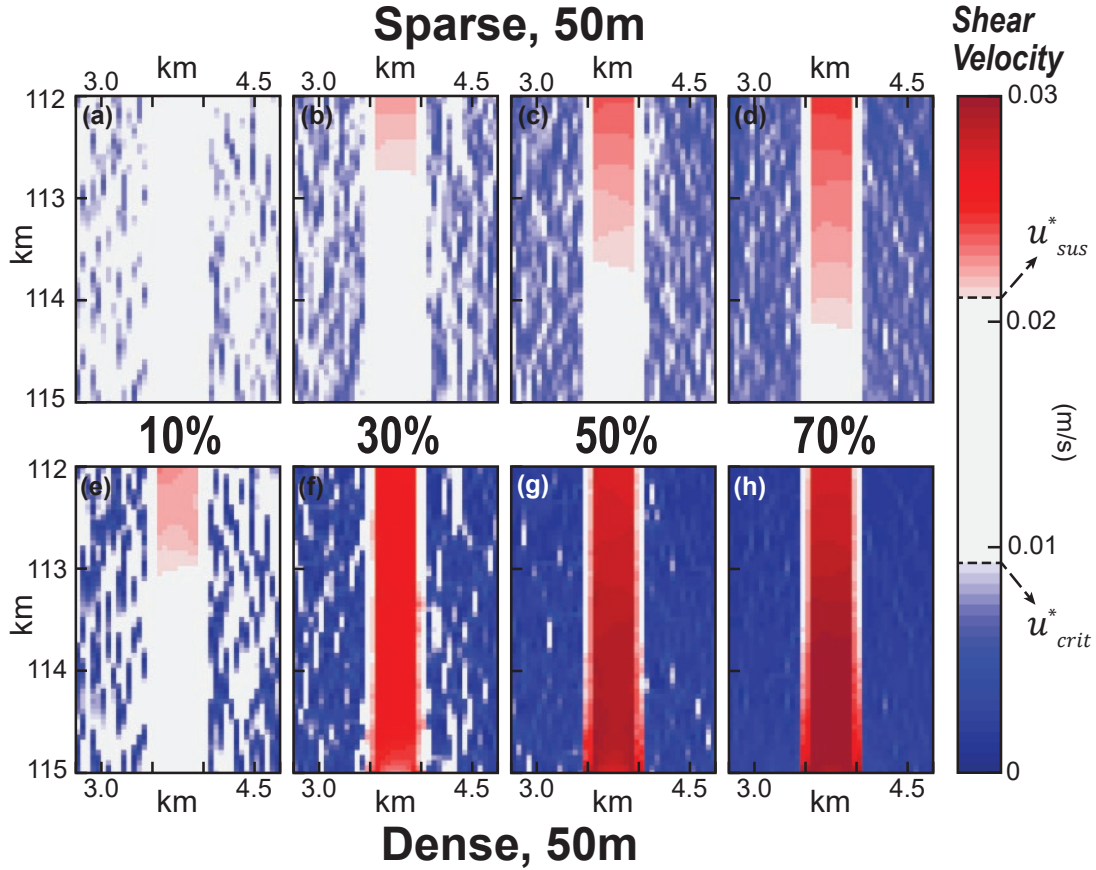 Sparse, 50m
Shear
Velocity
km
km
km
km
3.0
4.5
3.0
4.5
3.0
4.5
3.0
4.5
112
(a)
(b)
(c)
(d)
0.03
113
km
u*sus
114
0.02
115
10%
30%
50%
70%
(m/s)
112
(e)
(f)
(g)
(h)
0.01
113
km
u*crit
114
115
0
3.0
4.5
3.0
4.5
3.0
4.5
3.0
4.5
km
km
km
km
Dense, 50m